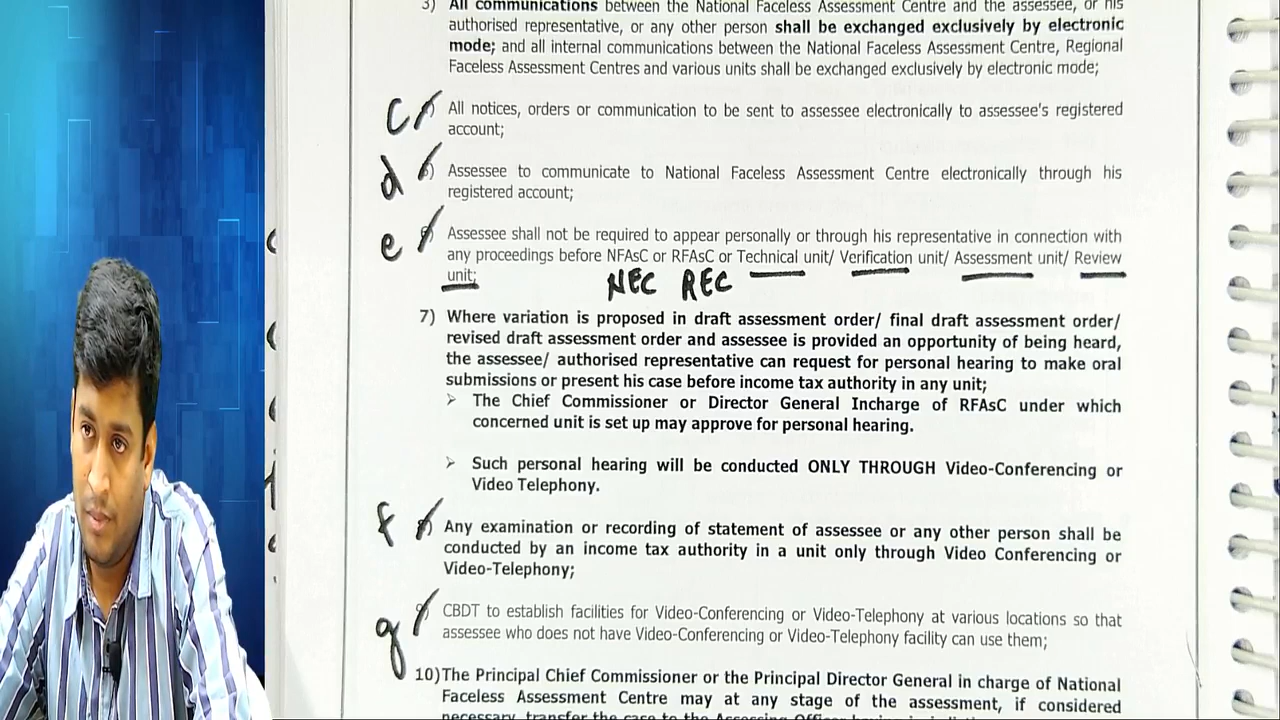 3) All communications between the National Faceless Assessment Centre and the assessee, or his
authorised representative, or any other person shall be exchanged exclusively by electronic
mode; and all internal communications between the National Faceless Assessment Centre, Regional
Faceless Assessment Centres and various units shall be exchanged exclusively by electronic mode;
c All notices, orders or communication to be sent to assessee electronically to assessee's registered
account;
d Assessee to communicate to National Faceless Assessment Centre electronically through his
registered account;
e Assessee shall not be required to appear personally or through his representative in connection with
any proceedings before NFAsC or RFAsC or Technical unit/ Verification unit/ Assessment unit/ Review
unit;
NEC REC
7) Where variation is proposed in draft assessment order/ final draft assessment order/
revised draft assessment order and assessee is provided an opportunity of being heard,
the assessee/ authorised representative can request for personal hearing to make oral
submissions or present his case before income tax authority in any unit;
➢ The Chief Commissioner or Director General Incharge of RFAsC under which
concerned unit is set up may approve for personal hearing.
➢ Such personal hearing will be conducted ONLY THROUGH Video-Conferencing or
Video Telephony.
f Any examination or recording of statement of assessee or any other person shall be
conducted by an income tax authority in a unit only through Video Conferencing or
Video-Telephony;
g CBDT to establish facilities for Video-Conferencing or Video-Telephony at various locations so that
assessee who does not have Video-Conferencing or Video-Telephony facility can use them;
10) The Principal Chief Commissioner or the Principal Director General in charge of National
Faceless Assessment Centre may at any stage of the assessment, if considered
necessary, transfer the case to the Assessing Officer